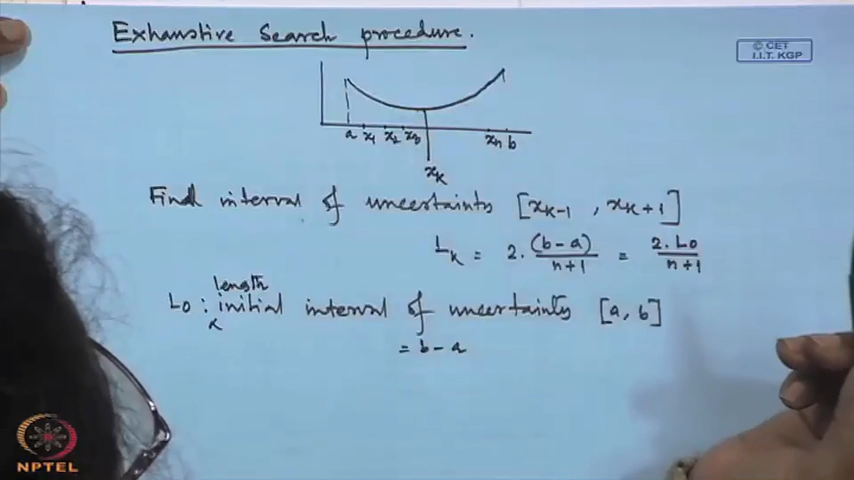 Exhaustive Search procedure.
© CET
I.I.T. KGP
a x1 x2 x3 xn b
xK
Final interval of uncertainty [xK-1 , xK+1]
LK = 2. (b-a)/n+1 = 2. L0/n+1
length
L0 : initial interval of uncertainty [a, b]
= b - a
NPTEL